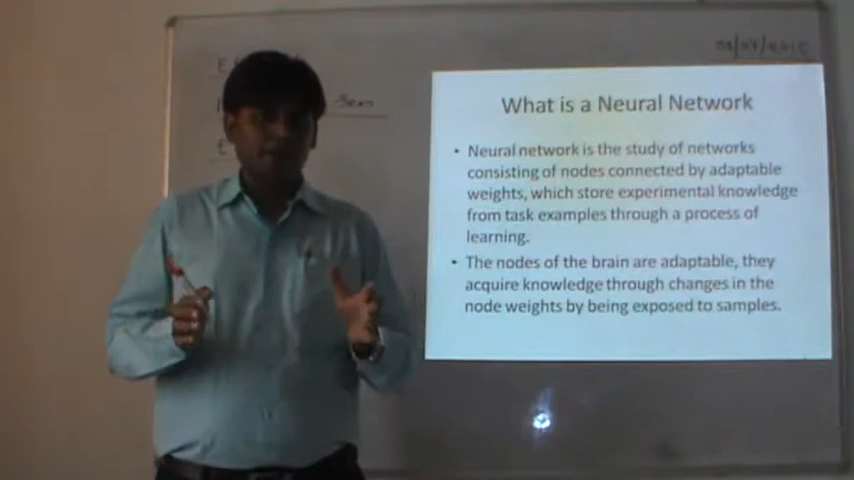 What is a Neural Network
• Neural network is the study of networks
consisting of nodes connected by adaptable
weights, which store experimental knowledge
from task examples through a process of
learning.
• The nodes of the brain are adaptable, they
acquire knowledge through changes in the
node weights by being exposed to samples.